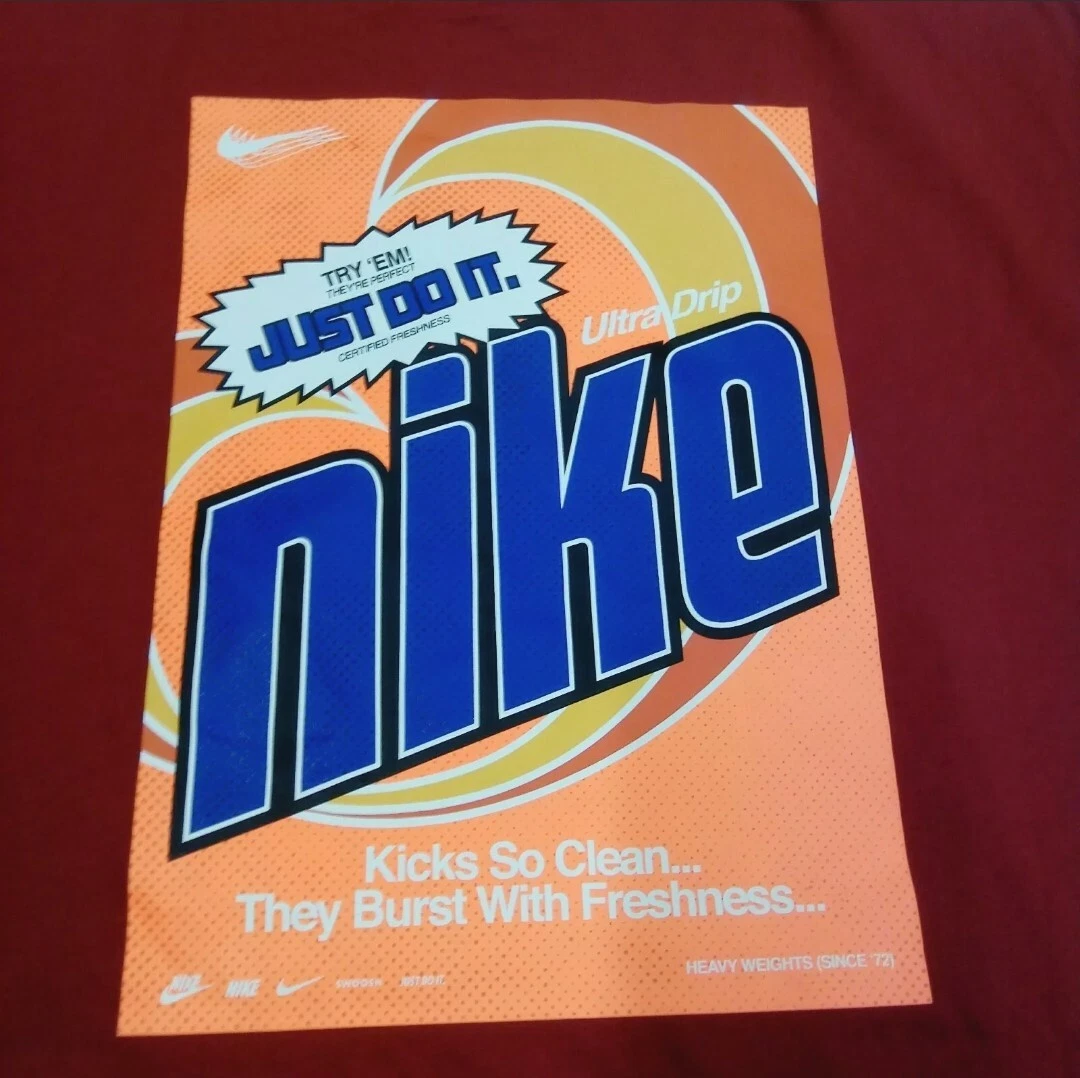 TRY 'EM!
THEY'RE PERFECT
JUST DO IT.
CERTIFIED FRESHNESS
Ultra Drip
nike
Kicks So Clean...
They Burst With Freshness...
HEAVY WEIGHTS (SINCE '72)
NIKE SWOOSH JUST DO IT.